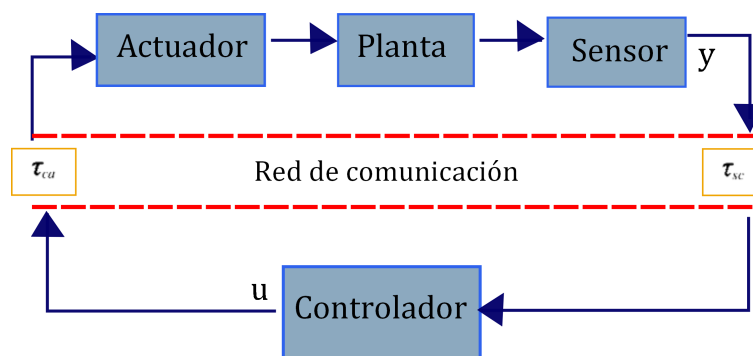 Actuador
Planta
Sensor
y
τca
Red de comunicación
τsc
u
Controlador